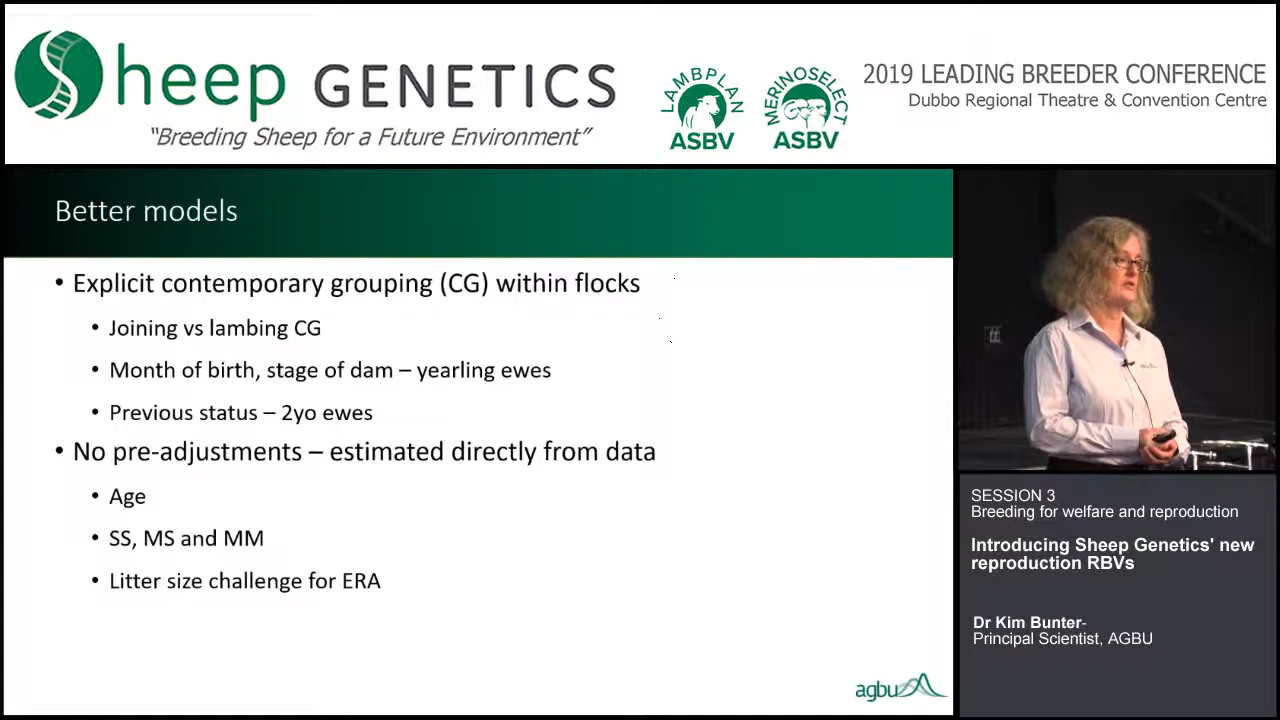 Sheep GENETICS
"Breeding Sheep for a Future Environment"
LAMBPLAN
ASBV
MERINOSELECT
ASBV
2019 LEADING BREEDER CONFERENCE
Dubbo Regional Theatre & Convention Centre
Better models
• Explicit contemporary grouping (CG) within flocks
• Joining vs lambing CG
• Month of birth, stage of dam – yearling ewes
• Previous status – 2yo ewes
• No pre-adjustments – estimated directly from data
• Age
• SS, MS and MM
• Litter size challenge for ERA
agbu
SESSION 3
Breeding for welfare and reproduction
Introducing Sheep Genetics' new
reproduction RBVs
Dr Kim Bunter-
Principal Scientist, AGBU